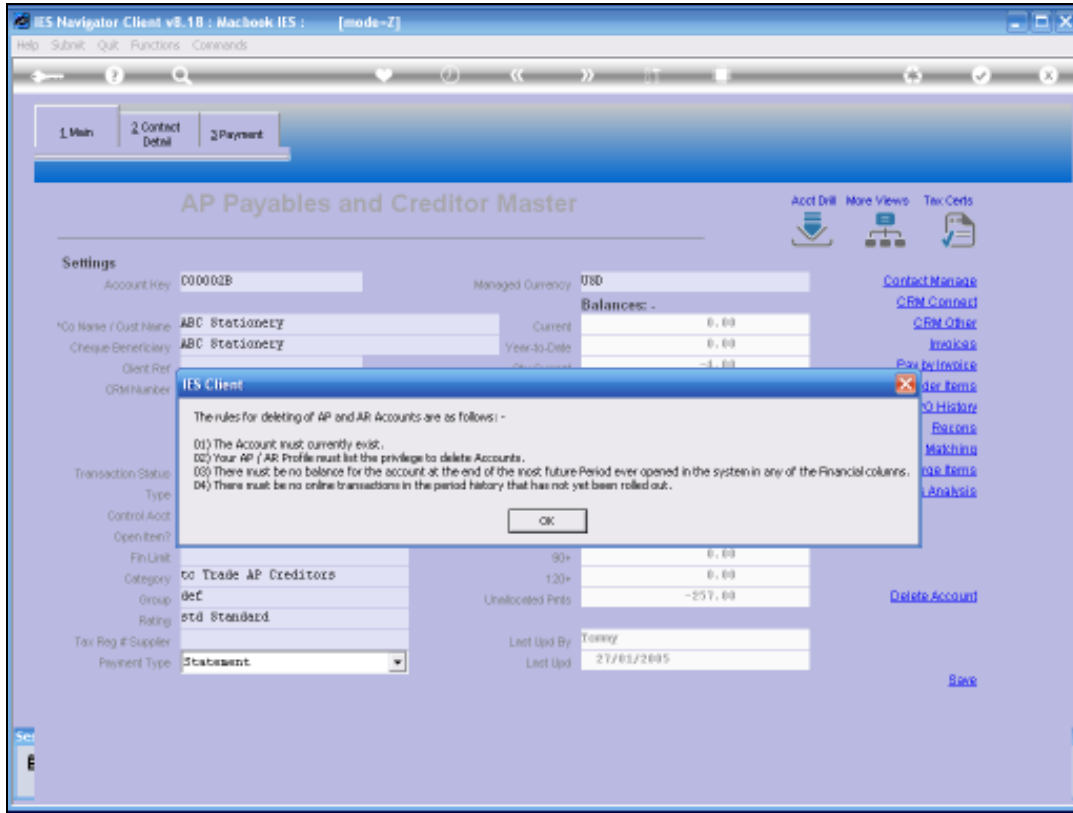 IES Navigator Client v8.18 : Macbook IES : [mode=Z]
Help Submit Quit Functions Commands
1 Main
2 Contact Detail
3 Payment
AP Payables and Creditor Master
Acct Drill More Views Tax Certs
Settings
Account Key C00002B Managed Currency USD Contact Manage
Balances: - CRM Connect
*Co Name / Cust Name ABC Stationery Current 0.00 CRM Other
Cheque Beneficiary ABC Stationery Year-to-Date 0.00 Invoices
Client Ref -1.00 Pay by Invoice
CRM Number
IES Client
The rules for deleting of AP and AR Accounts are as follows: -
01) The Account must currently exist.
02) Your AP / AR Profile must list the privilege to delete Accounts.
03) There must be no balance for the account at the end of the most future Period ever opened in the system in any of the Financial columns.
04) There must be no online transactions in the period history that has not yet been rolled out.
OK
Items
History
Recons
Matching
Items
Analysis
Transaction Status
Type
Control Acct
Open Item?
Fin Limit 90+ 0.00
Category tc Trade AP Creditors 120+ 0.00
Group def Unallocated Pmts -257.00 Delete Account
Rating std Standard
Tax Reg # Supplier Last Upd By Tommy
Payment Type Statement Last Upd 27/01/2005
Save